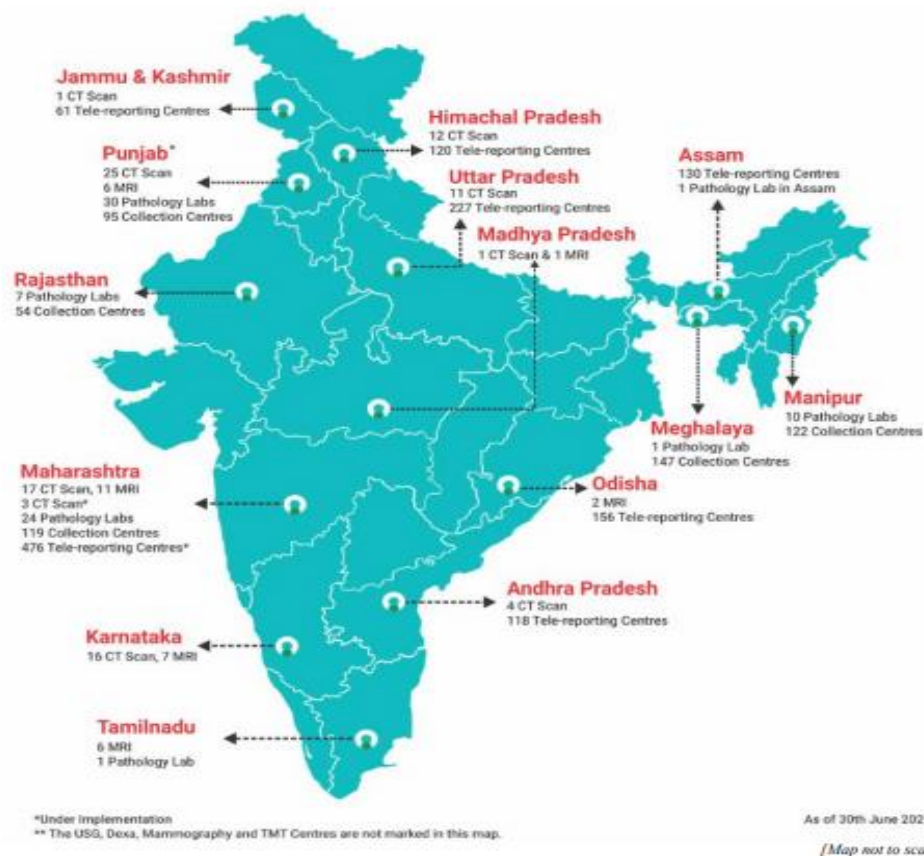 Jammu & Kashmir
1 CT Scan
61 Tele-reporting Centres
Himachal Pradesh
12 CT Scan
120 Tele-reporting Centres
Punjab*
25 CT Scan
6 MRI
30 Pathology Labs
95 Collection Centres
Uttar Pradesh
11 CT Scan
227 Tele-reporting Centres
Assam
130 Tele-reporting Centres
1 Pathology Lab in Assam
Madhya Pradesh
1 CT Scan & 1 MRI
Rajasthan
7 Pathology Labs
54 Collection Centres
Manipur
10 Pathology Labs
122 Collection Centres
Meghalaya
1 Pathology Lab
147 Collection Centres
Maharashtra
17 CT Scan, 11 MRI
3 CT Scan*
24 Pathology Labs
119 Collection Centres
476 Tele-reporting Centres*
Odisha
2 MRI
156 Tele-reporting Centres
Andhra Pradesh
4 CT Scan
118 Tele-reporting Centres
Karnataka
16 CT Scan, 7 MRI
Tamilnadu
6 MRI
1 Pathology Lab
*Under Implementation
** The USG, Dexa, Mammography and TMT Centres are not marked in this map.
As of 30th June 202
[Map not to sca